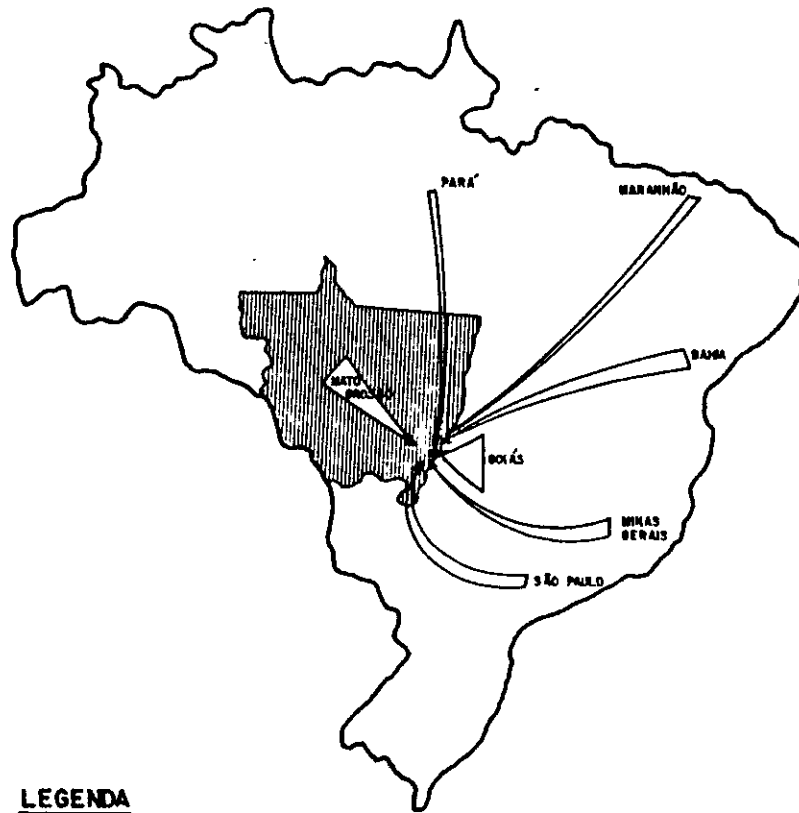 PARÁ
MARANHÃO
BAHIA
MATO
GROSSO
GOIÁS
MINAS
GERAIS
SÃO PAULO
LEGENDA